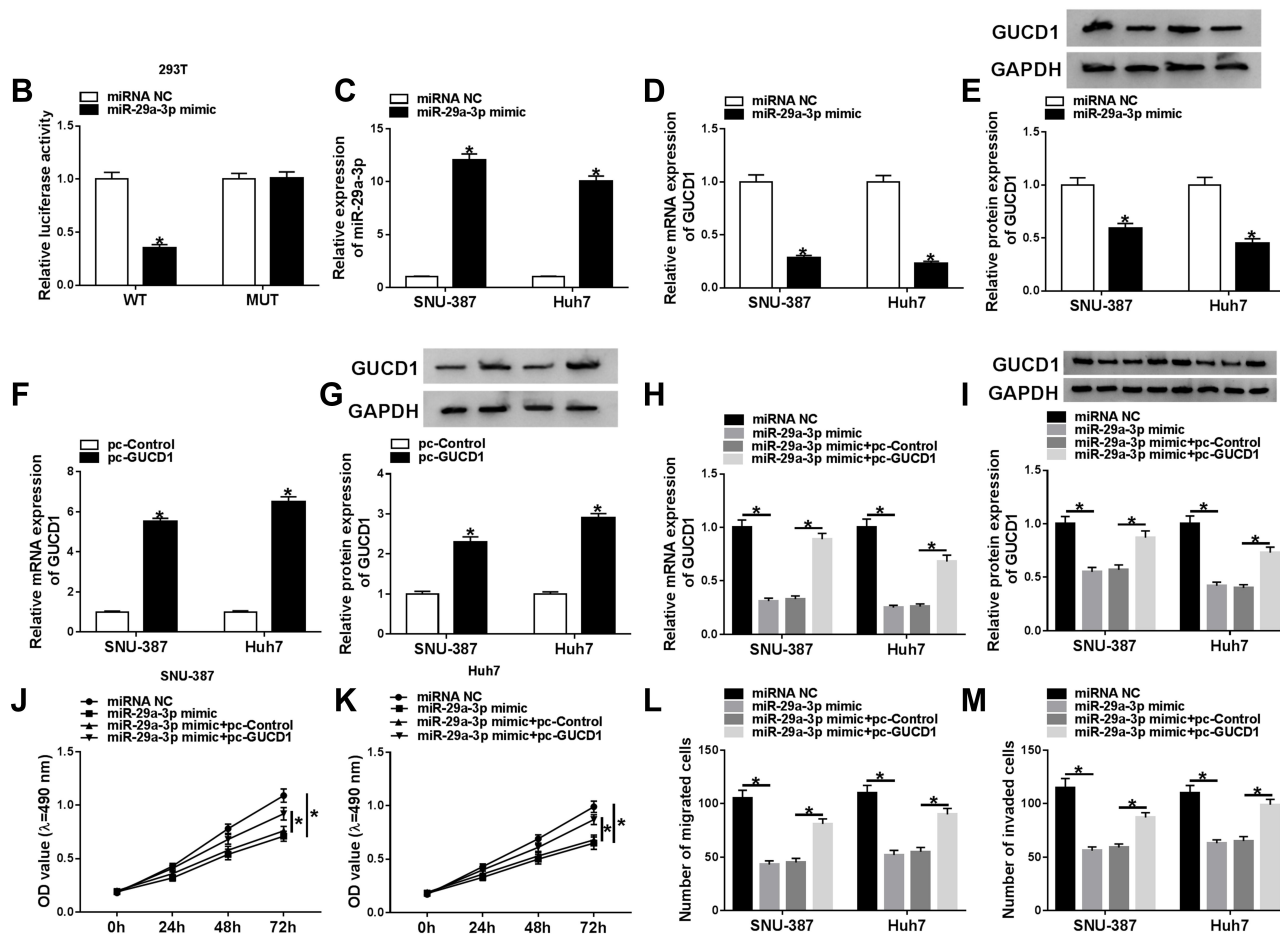 GUCD1
GAPDH
B
293T
miRNA NC
miR-29a-3p mimic
Relative luciferase activity
1.5
1.0
0.5
0.0
*
WT
MUT
C
miRNA NC
miR-29a-3p mimic
Relative expression
of miR-29a-3p
15
10
5
0
*
*
SNU-387
Huh7
D
miRNA NC
miR-29a-3p mimic
Relative mRNA expression
of GUCD1
1.5
1.0
0.5
0.0
*
*
SNU-387
Huh7
E
miRNA NC
miR-29a-3p mimic
Relative protein expression
of GUCD1
1.5
1.0
0.5
0.0
*
*
SNU-387
Huh7
F
pc-Control
pc-GUCD1
Relative mRNA expression
of GUCD1
8
6
4
2
0
*
*
SNU-387
Huh7
G
GUCD1
GAPDH
pc-Control
pc-GUCD1
Relative protein expression
of GUCD1
4
3
2
1
0
*
*
SNU-387
Huh7
H
miRNA NC
miR-29a-3p mimic
miR-29a-3p mimic+pc-Control
miR-29a-3p mimic+pc-GUCD1
Relative mRNA expression
of GUCD1
1.5
1.0
0.5
0.0
*
*
*
*
SNU-387
Huh7
I
GUCD1
GAPDH
miRNA NC
miR-29a-3p mimic
miR-29a-3p mimic+pc-Control
miR-29a-3p mimic+pc-GUCD1
Relative protein expression
of GUCD1
1.5
1.0
0.5
0.0
*
*
*
*
SNU-387
Huh7
J
SNU-387
miRNA NC
miR-29a-3p mimic
miR-29a-3p mimic+pc-Control
miR-29a-3p mimic+pc-GUCD1
OD value (λ=490 nm)
1.5
1.0
0.5
0.0
*
*
0h
24h
48h
72h
K
Huh7
miRNA NC
miR-29a-3p mimic
miR-29a-3p mimic+pc-Control
miR-29a-3p mimic+pc-GUCD1
OD value (λ=490 nm)
1.5
1.0
0.5
0.0
*
*
0h
24h
48h
72h
L
miRNA NC
miR-29a-3p mimic
miR-29a-3p mimic+pc-Control
miR-29a-3p mimic+pc-GUCD1
Number of migrated cells
150
100
50
0
*
*
*
*
SNU-387
Huh7
M
miRNA NC
miR-29a-3p mimic
miR-29a-3p mimic+pc-Control
miR-29a-3p mimic+pc-GUCD1
Number of invaded cells
150
100
50
0
*
*
*
*
SNU-387
Huh7